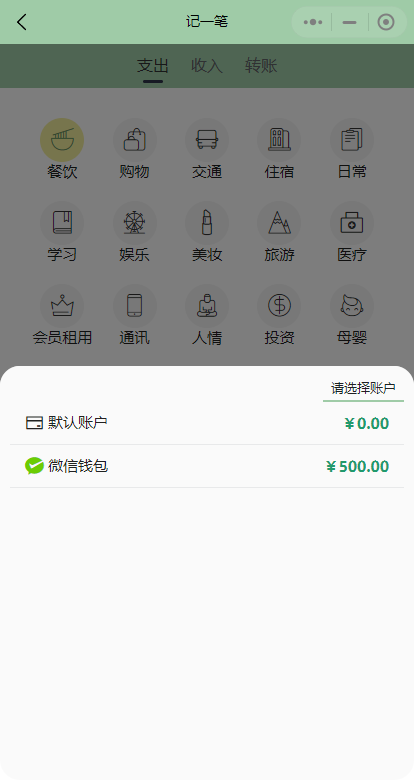 记一笔
支出 收入 转账
餐饮 购物 交通 住宿 日常
学习 娱乐 美妆 旅游 医疗
会员租用 通讯 人情 投资 母婴
请选择账户
默认账户 ￥0.00
微信钱包 ￥500.00